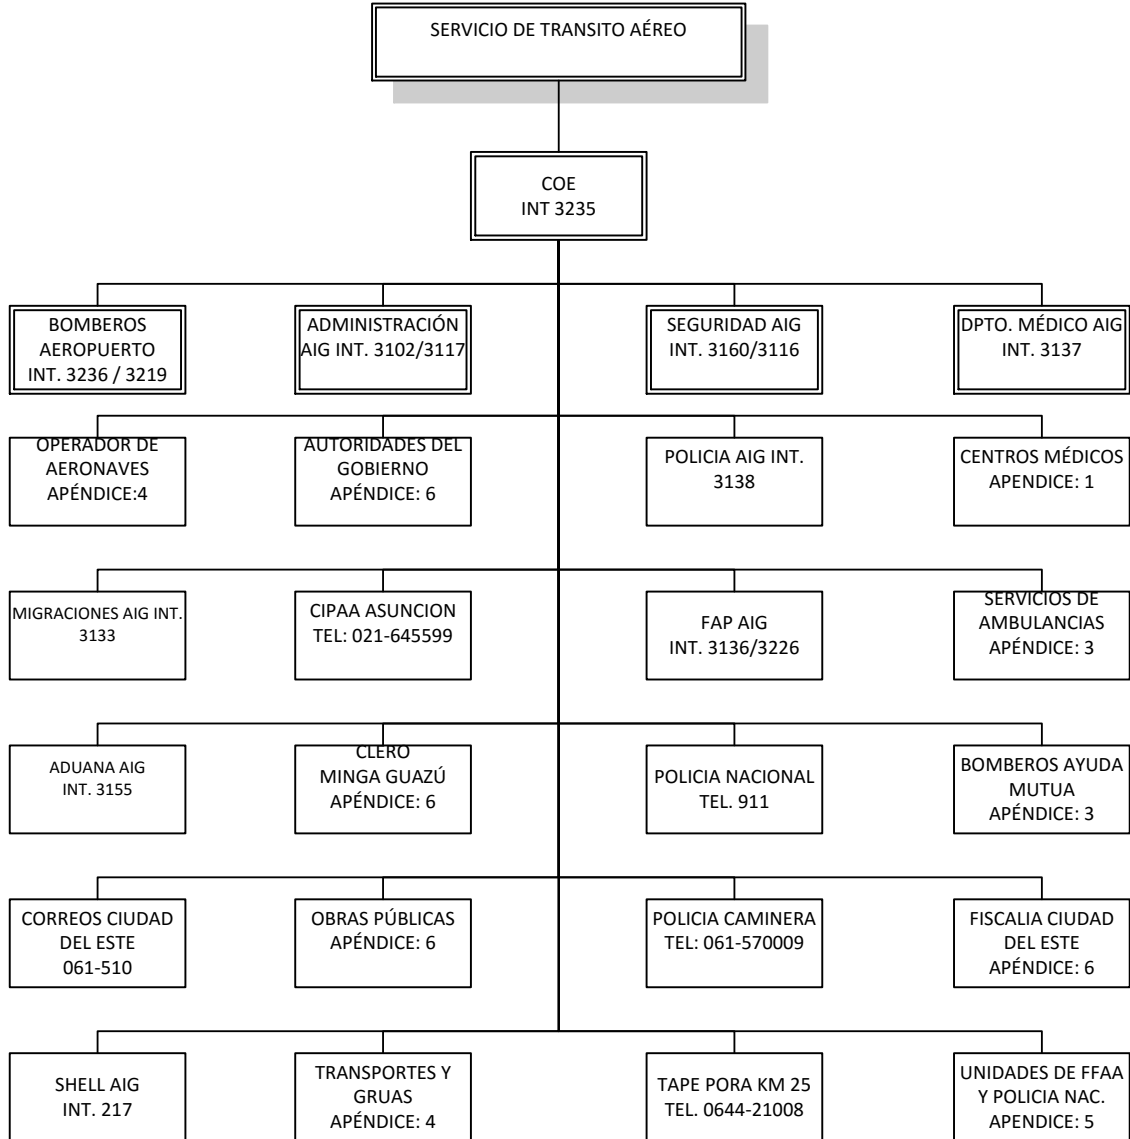 SERVICIO DE TRANSITO AÉREO
COE
INT 3235
BOMBEROS
AEROPUERTO
INT. 3236 / 3219
ADMINISTRACIÓN
AIG INT. 3102/3117
SEGURIDAD AIG
INT. 3160/3116
DPTO. MÉDICO AIG
INT. 3137
OPERADOR DE
AERONAVES
APÉNDICE:4
AUTORIDADES DEL
GOBIERNO
APÉNDICE: 6
POLICIA AIG INT.
3138
CENTROS MÉDICOS
APENDICE: 1
MIGRACIONES AIG INT.
3133
CIPAA ASUNCION
TEL: 021-645599
FAP AIG
INT. 3136/3226
SERVICIOS DE
AMBULANCIAS
APÉNDICE: 3
ADUANA AIG
INT. 3155
CLERO
MINGA GUAZÚ
APÉNDICE: 6
POLICIA NACIONAL
TEL. 911
BOMBEROS AYUDA
MUTUA
APÉNDICE: 3
CORREOS CIUDAD
DEL ESTE
061-510
OBRAS PÚBLICAS
APÉNDICE: 6
POLICIA CAMINERA
TEL: 061-570009
FISCALIA CIUDAD
DEL ESTE
APÉNDICE: 6
SHELL AIG
INT. 217
TRANSPORTES Y
GRUAS
APÉNDICE: 4
TAPE PORA KM 25
TEL. 0644-21008
UNIDADES DE FFAA
Y POLICIA NAC.
APENDICE: 5